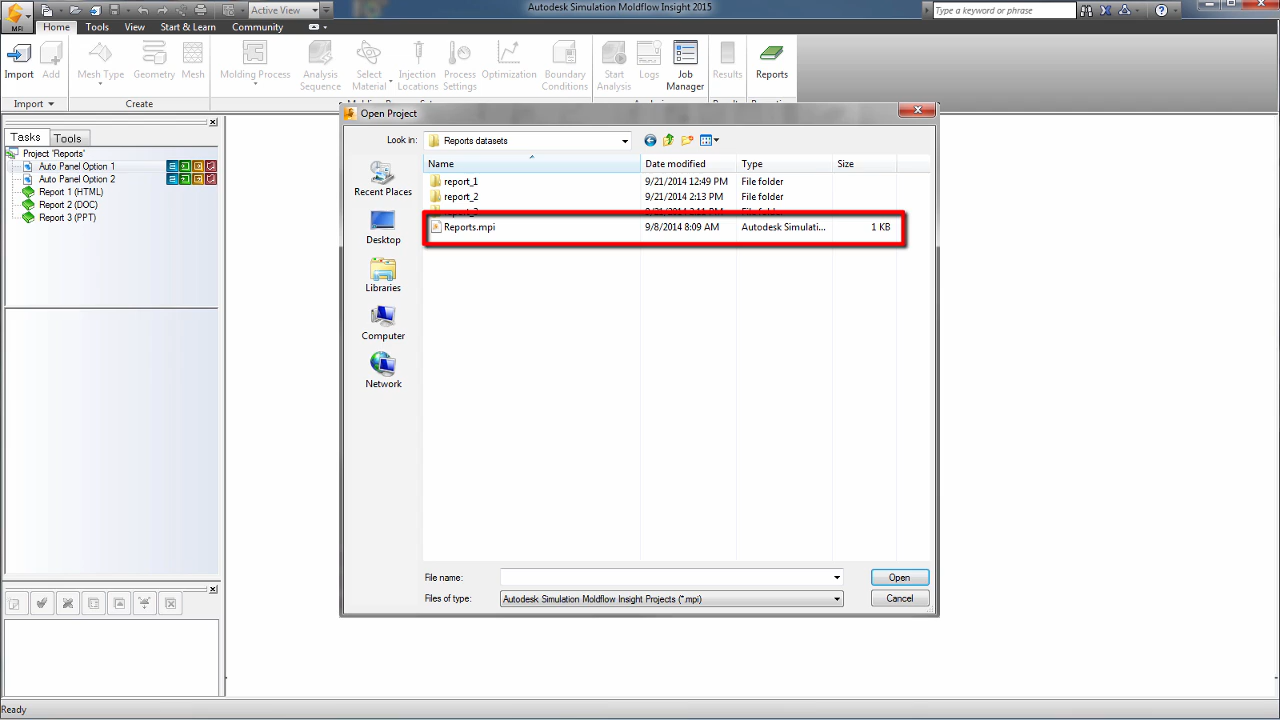 Active View
Autodesk Simulation Moldflow Insight 2015
Type a keyword or phrase
MFI
Home Tools View Start & Learn Community
Import Add Mesh Type Geometry Mesh Molding Process Analysis Sequence Select Material Injection Locations Process Settings Optimization Boundary Conditions Start Analysis Logs Job Manager Results Reports
Import Create
Open Project
Tasks Tools
Look in: Reports datasets
Project 'Reports'
Auto Panel Option 1
Auto Panel Option 2
Report 1 (HTML)
Report 2 (DOC)
Report 3 (PPT)
Name Date modified Type Size
report_1 9/21/2014 12:49 PM File folder
report_2 9/21/2014 2:13 PM File folder
Reports.mpi 9/8/2014 8:09 AM Autodesk Simulati... 1 KB
Recent Places
Desktop
Libraries
Computer
Network
File name: Open
Files of type: Autodesk Simulation Moldflow Insight Projects (*.mpi) Cancel
Ready